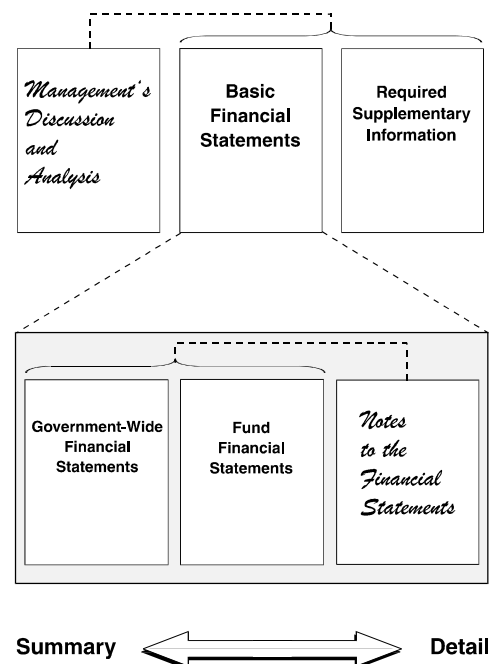 Management's
Discussion
and
Analysis
Basic
Financial
Statements
Required
Supplementary
Information
Government-Wide
Financial
Statements
Fund
Financial
Statements
Notes
to the
Financial
Statements
Summary
Detail